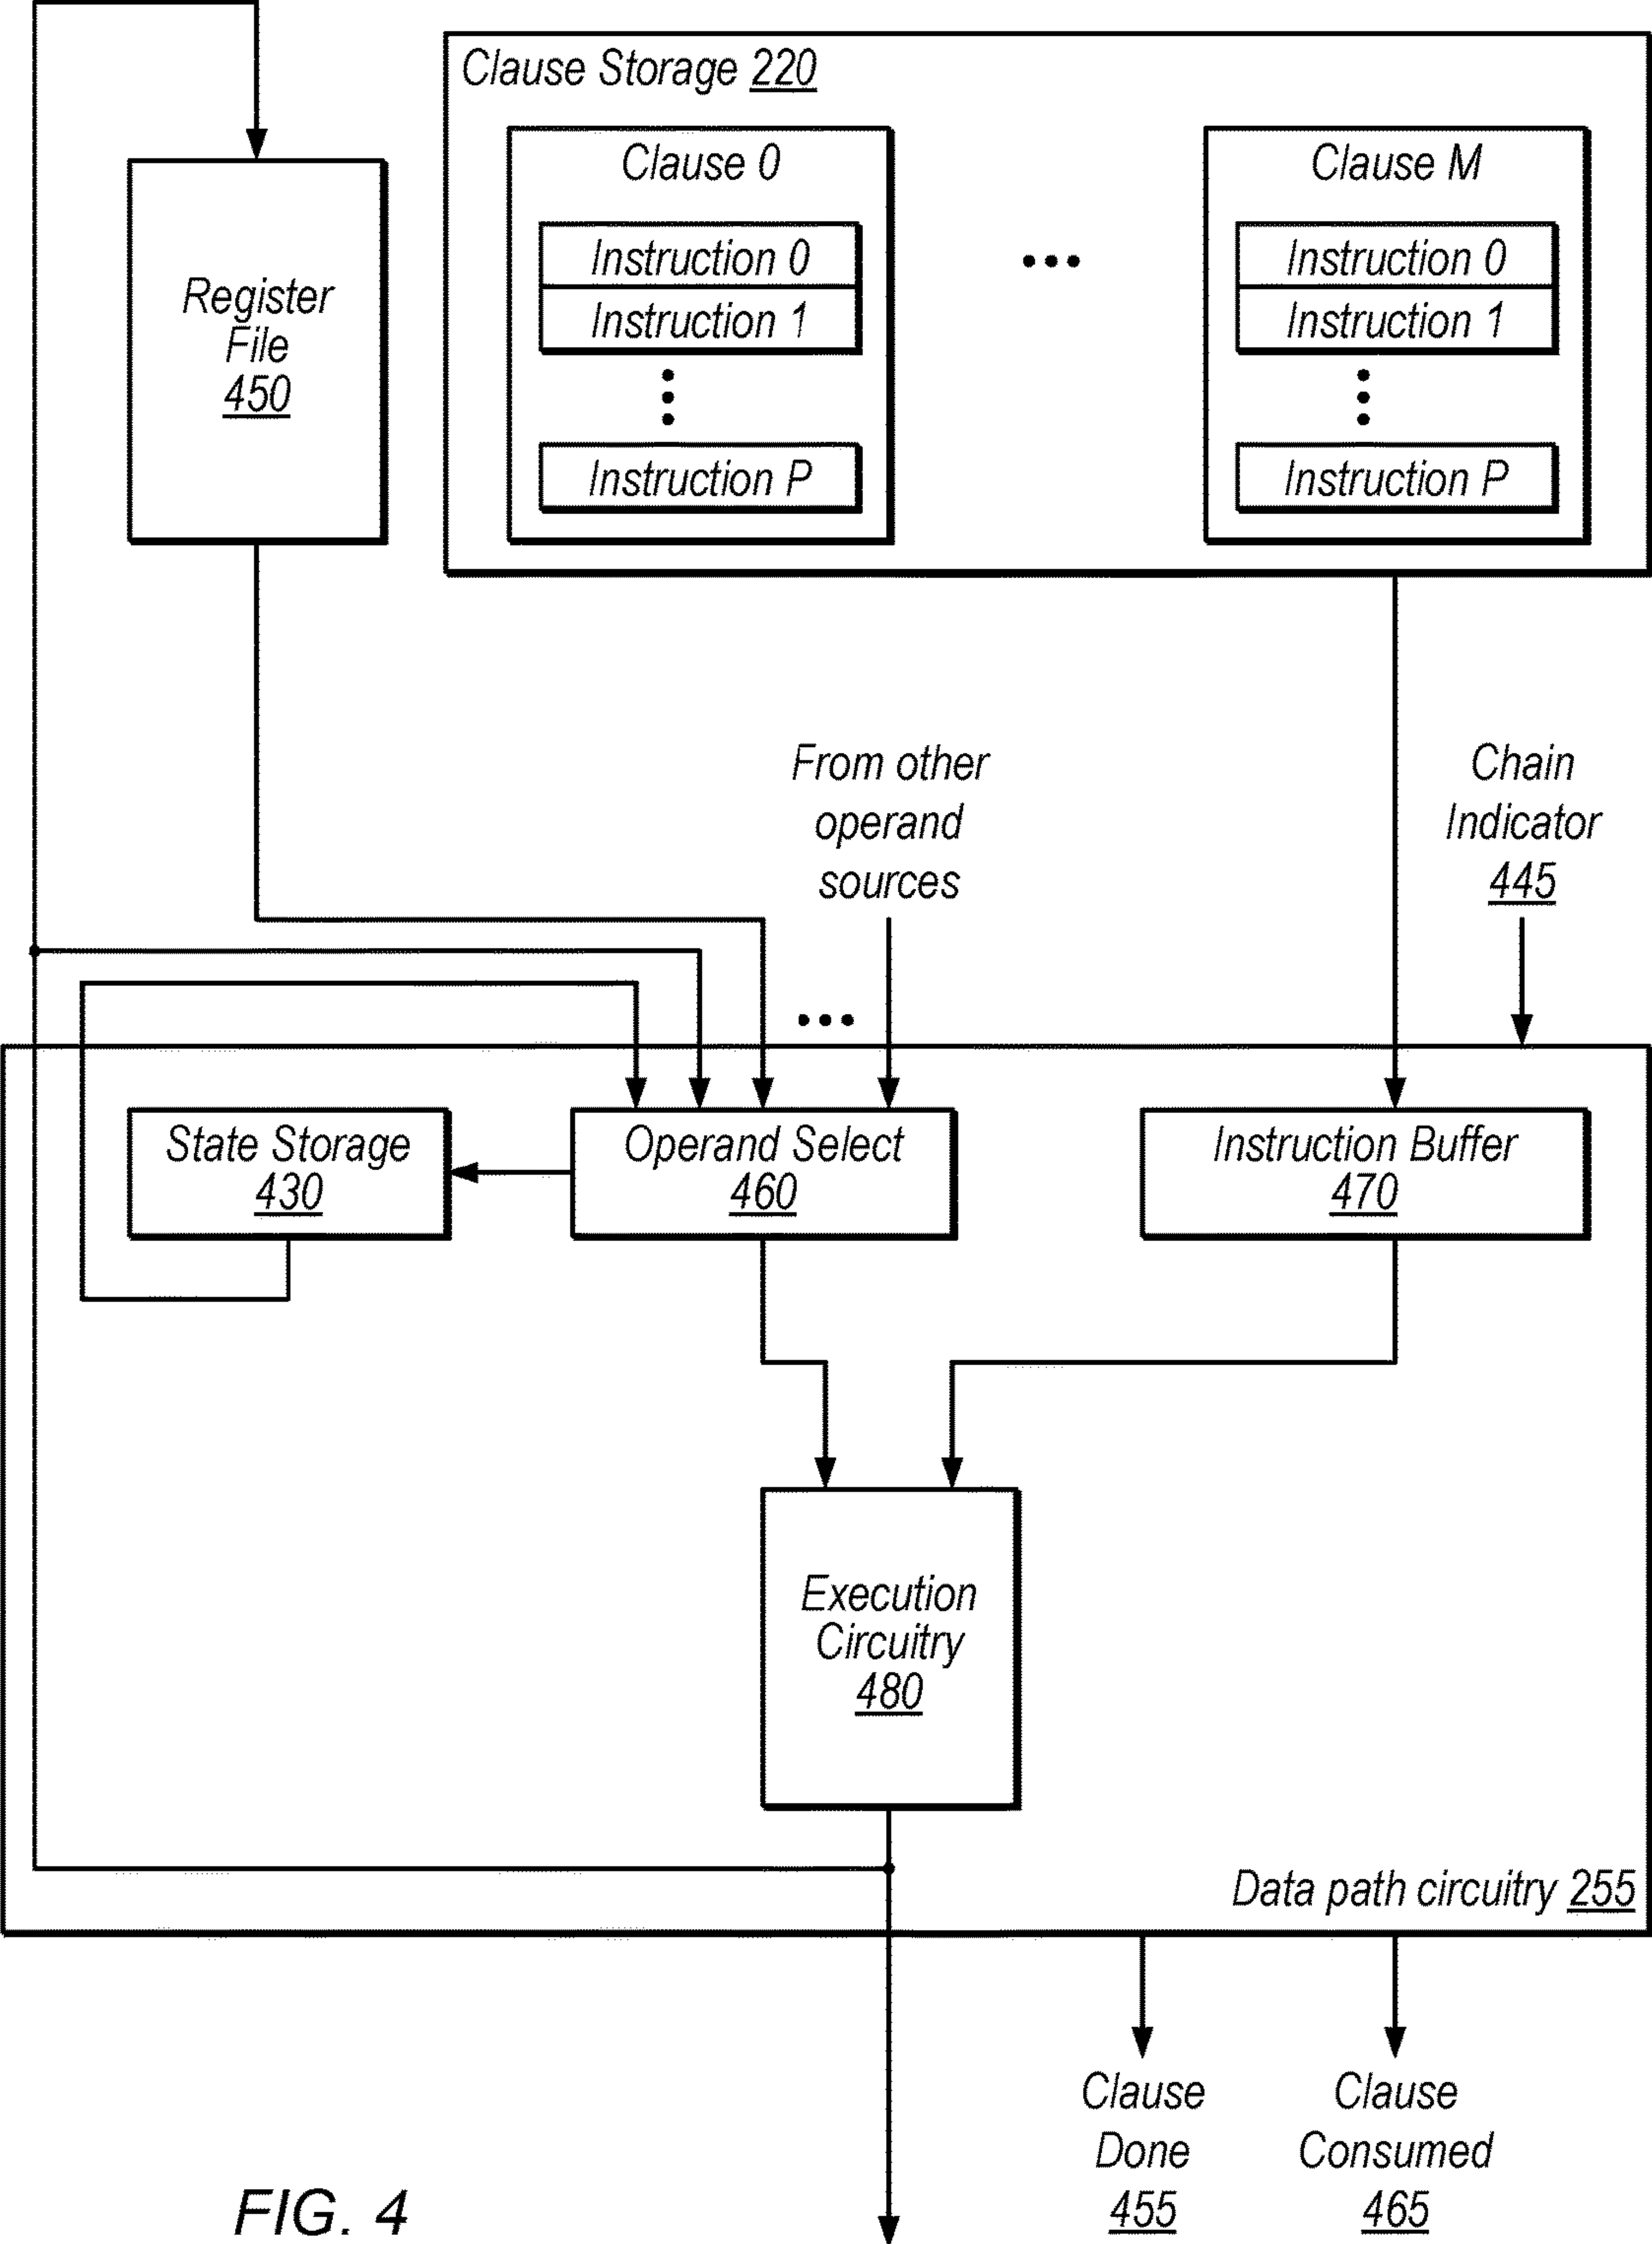 Clause Storage 220
Clause 0
Instruction 0
Instruction 1
Instruction P
...
Clause M
Instruction 0
Instruction 1
Instruction P
Register
File
450
From other
operand
sources
...
Chain
Indicator
445
State Storage
430
Operand Select
460
Instruction Buffer
470
Execution
Circuitry
480
Data path circuitry 255
Clause
Done
455
Clause
Consumed
465
FIG. 4